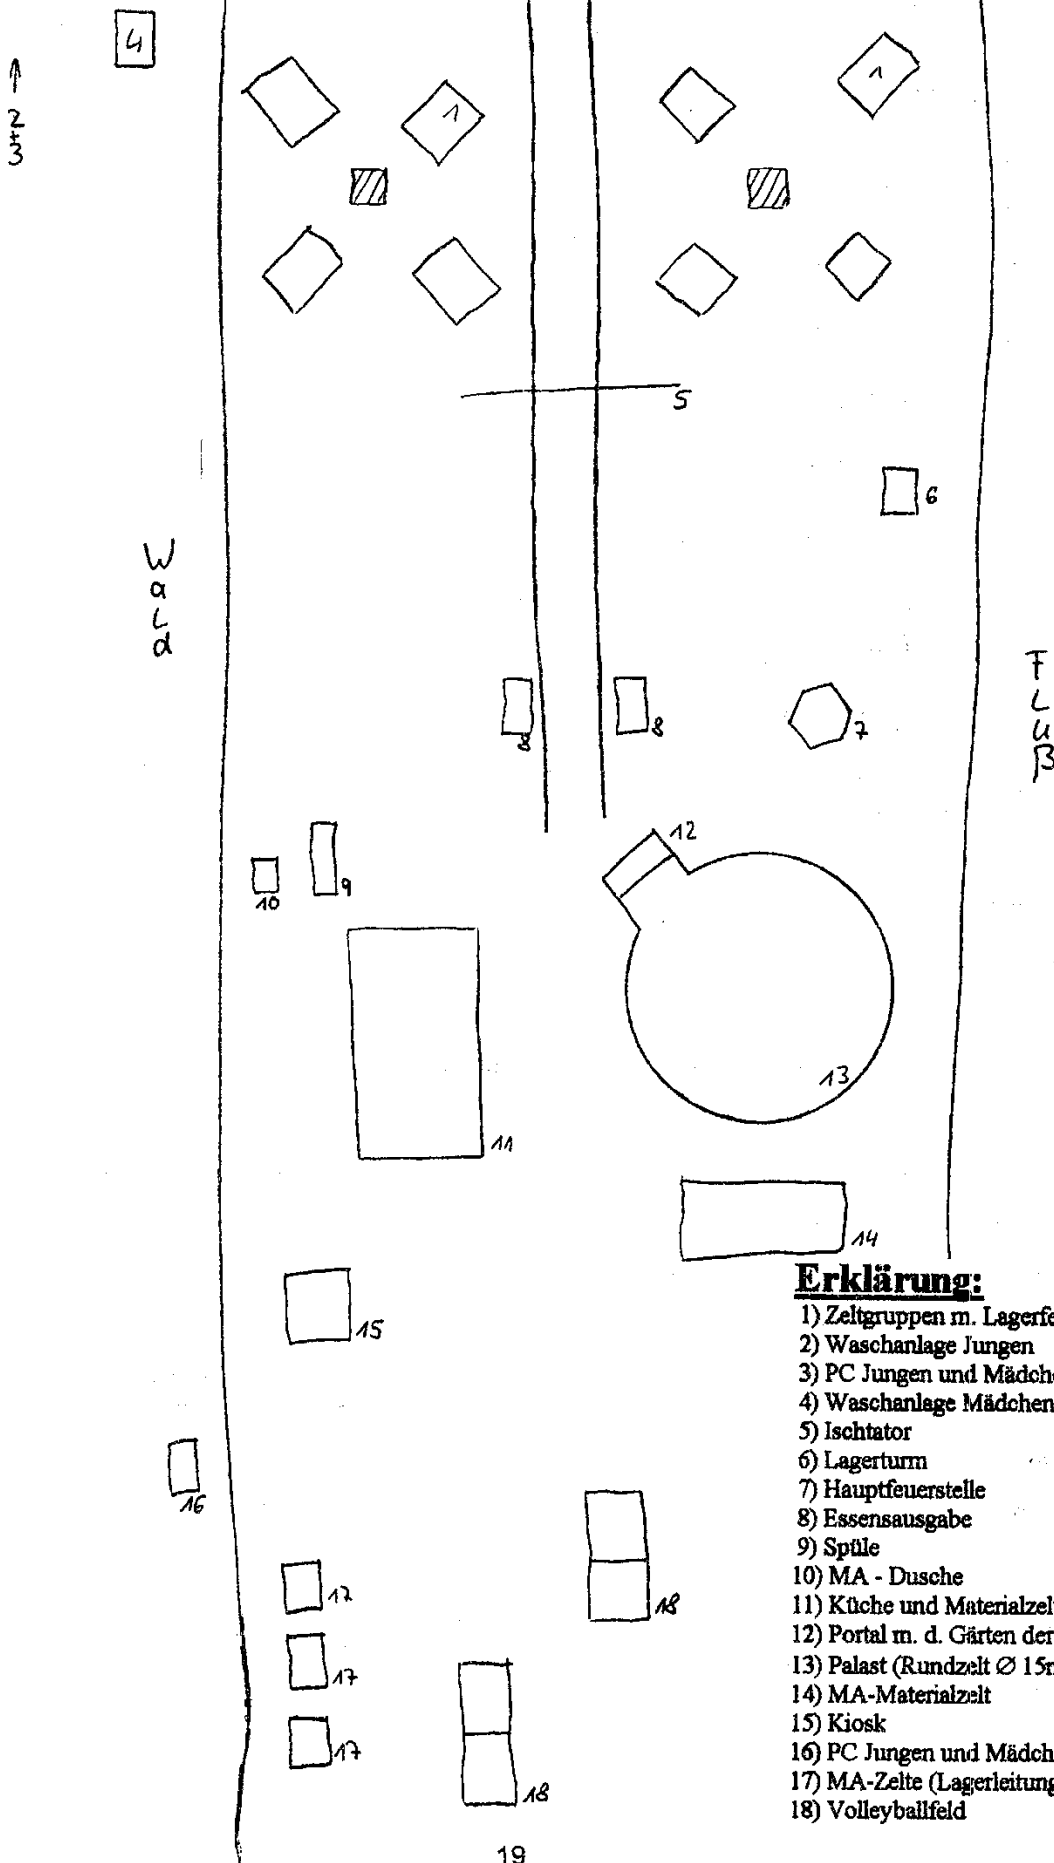 4
↑
2+3
1
1
5
6
Wald
Fluß
7
8
8
9
10
12
13
11
14
15
16
17
17
17
18
18
19
Erklärung:
1) Zeltgruppen m. Lagerfe
2) Waschanlage Jungen
3) PC Jungen und Mädch
4) Waschanlage Mädchen
5) Ischtator
6) Lagerturm
7) Hauptfeuerstelle
8) Essensausgabe
9) Spüle
10) MA - Dusche
11) Küche und Materialzel
12) Portal m. d. Gärten der
13) Palast (Rundzelt Ø 15m
14) MA-Materialzelt
15) Kiosk
16) PC Jungen und Mädch
17) MA-Zelte (Lagerleitung
18) Volleyballfeld